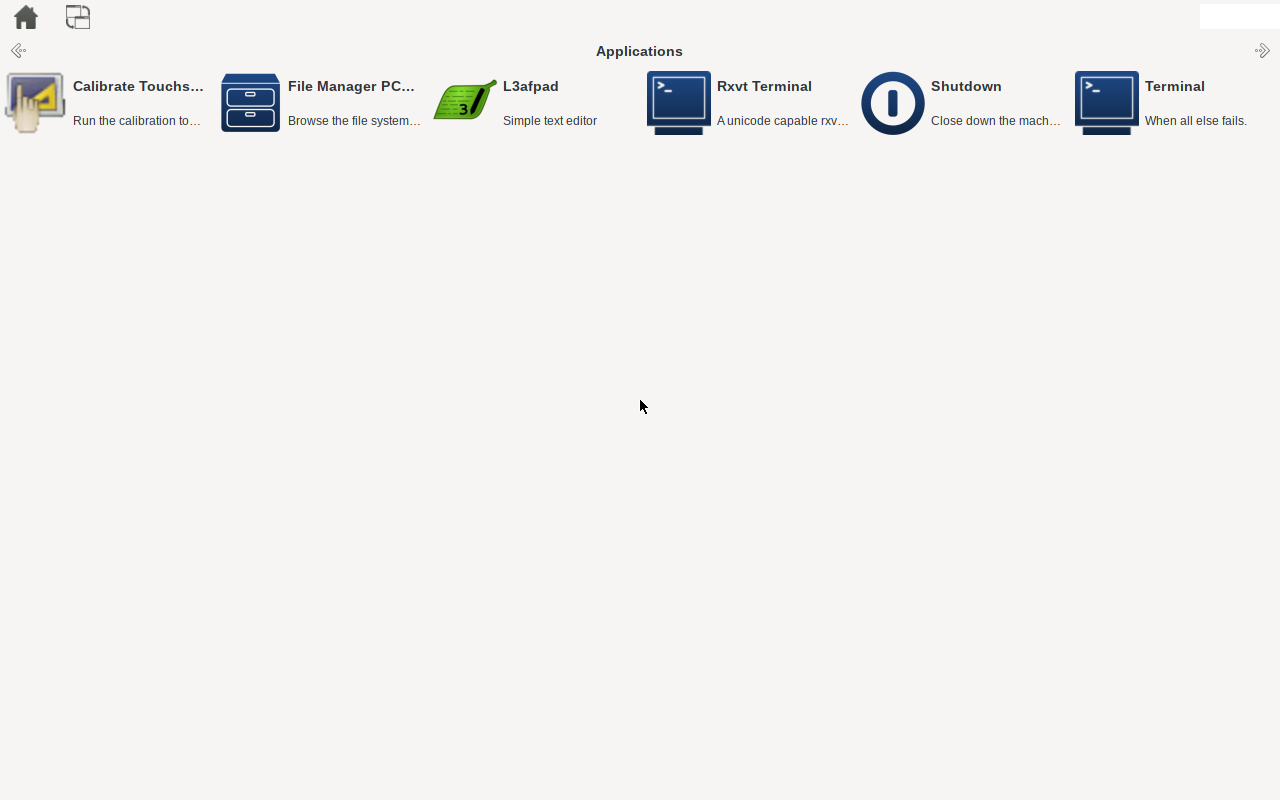 Applications
Calibrate Touchs...
Run the calibration to...
File Manager PC...
Browse the file system...
L3afpad
Simple text editor
Rxvt Terminal
A unicode capable rxv...
Shutdown
Close down the mach...
Terminal
When all else fails.